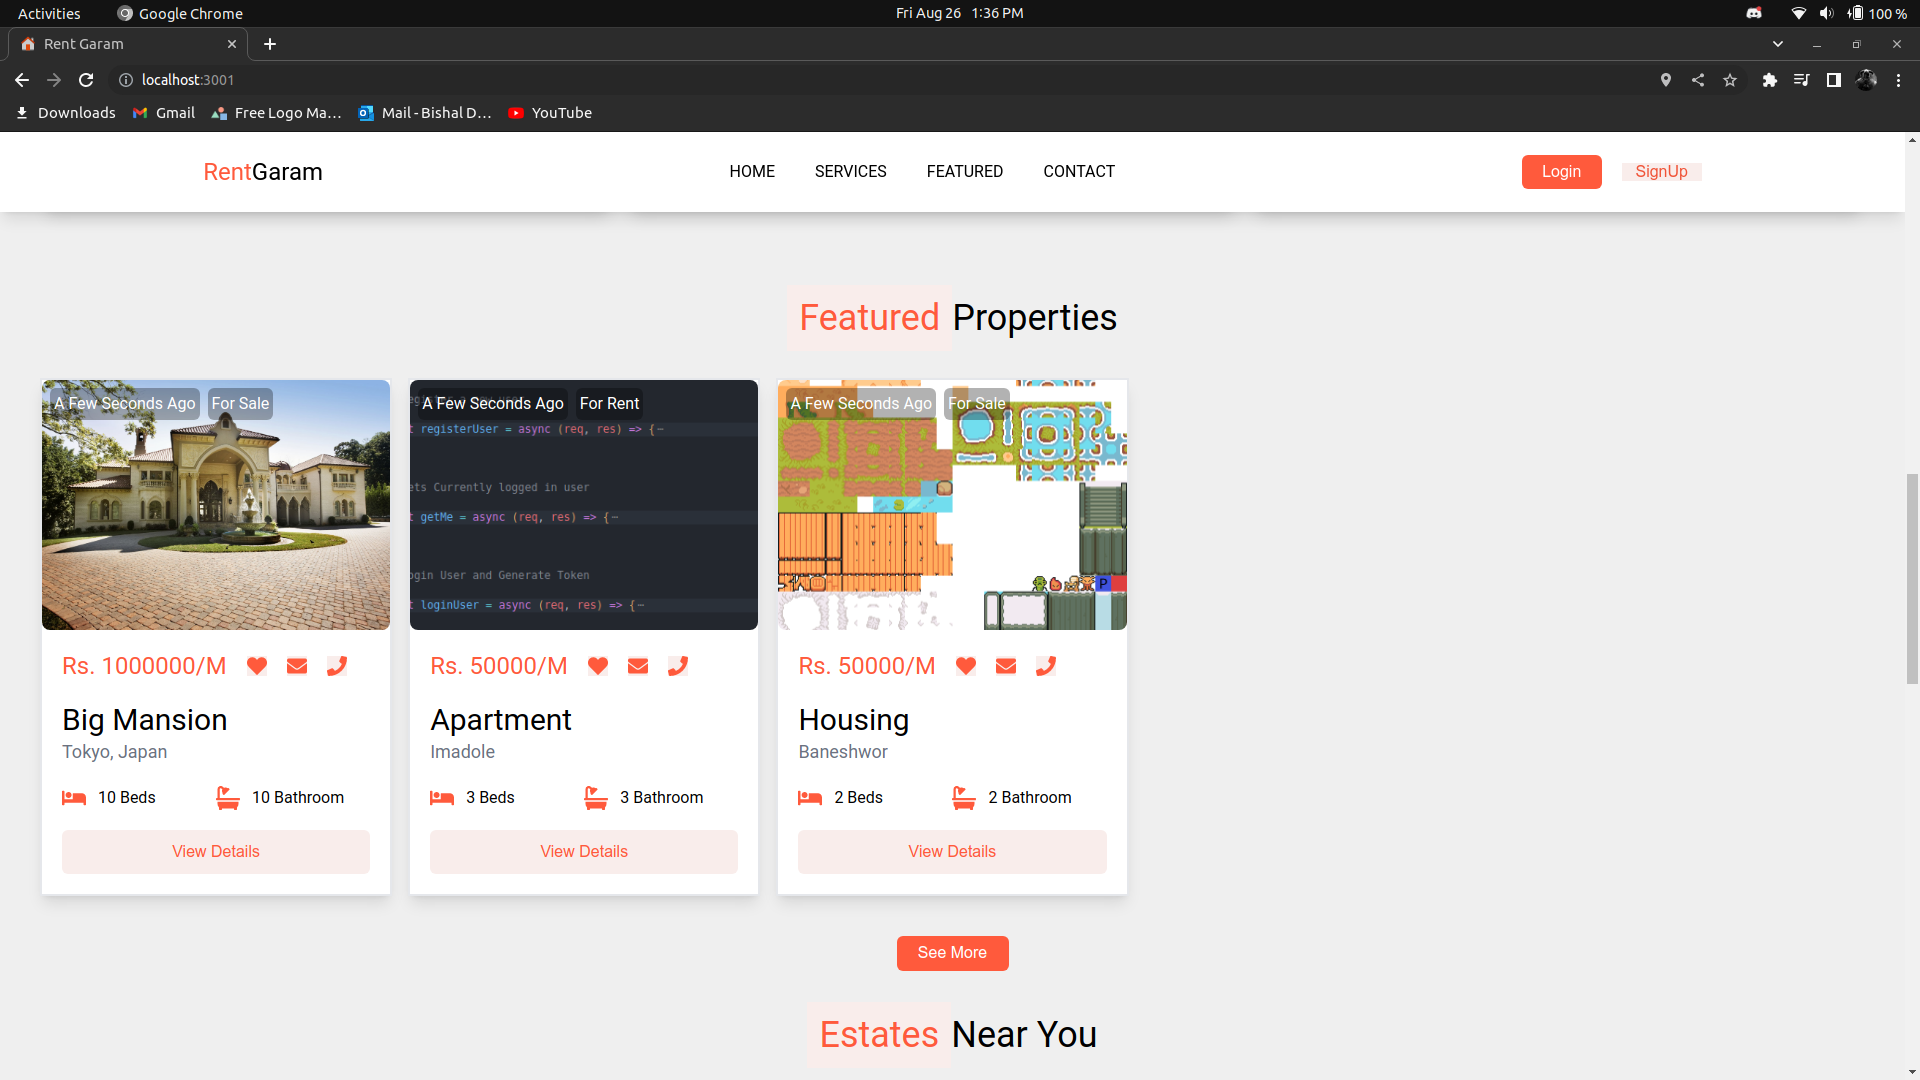 Activities
Google Chrome
Fri Aug 26 1:36 PM
100 %
Rent Garam
localhost:3001
Downloads
Gmail
Free Logo Ma...
Mail - Bishal D...
YouTube
RentGaram
HOME
SERVICES
FEATURED
CONTACT
Login
SignUp
Featured Properties
A Few Seconds Ago
For Sale
Rs. 1000000/M
Big Mansion
Tokyo, Japan
10 Beds
10 Bathroom
View Details
A Few Seconds Ago
For Rent
t registerUser = async (req, res) => {
ets Currently logged in user
t getMe = async (req, res) => {
ogin User and Generate Token
t loginUser = async (req, res) => {
Rs. 50000/M
Apartment
Imadole
3 Beds
3 Bathroom
View Details
A Few Seconds Ago
For Sale
P
Rs. 50000/M
Housing
Baneshwor
2 Beds
2 Bathroom
View Details
See More
Estates Near You